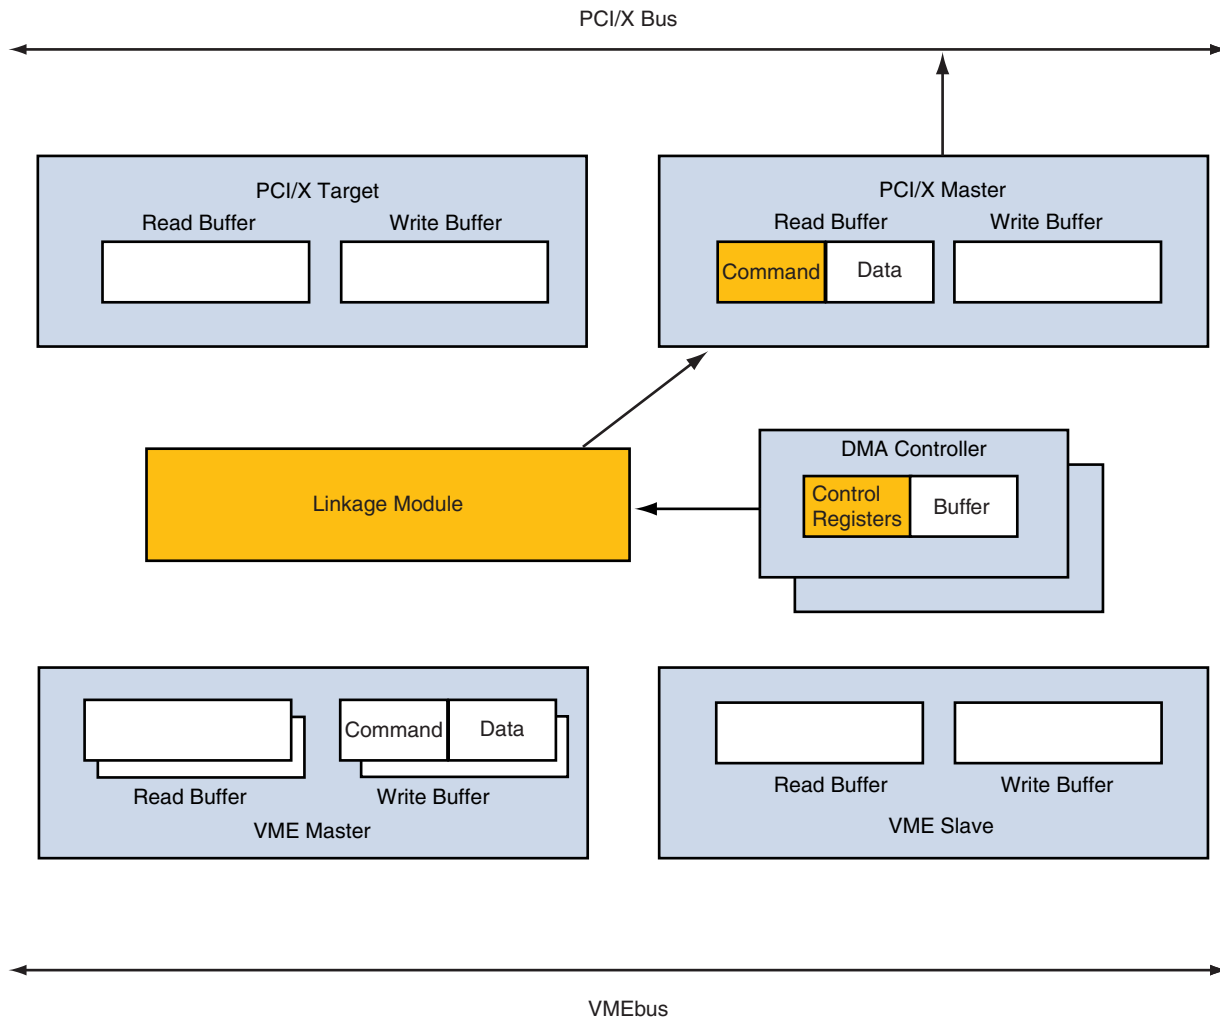 PCI/X Bus
PCI/X Target
Read Buffer
Write Buffer
PCI/X Master
Read Buffer
Write Buffer
Command
Data
Linkage Module
DMA Controller
Control
Registers
Buffer
Command
Data
Read Buffer
Write Buffer
VME Master
Read Buffer
Write Buffer
VME Slave
VMEbus